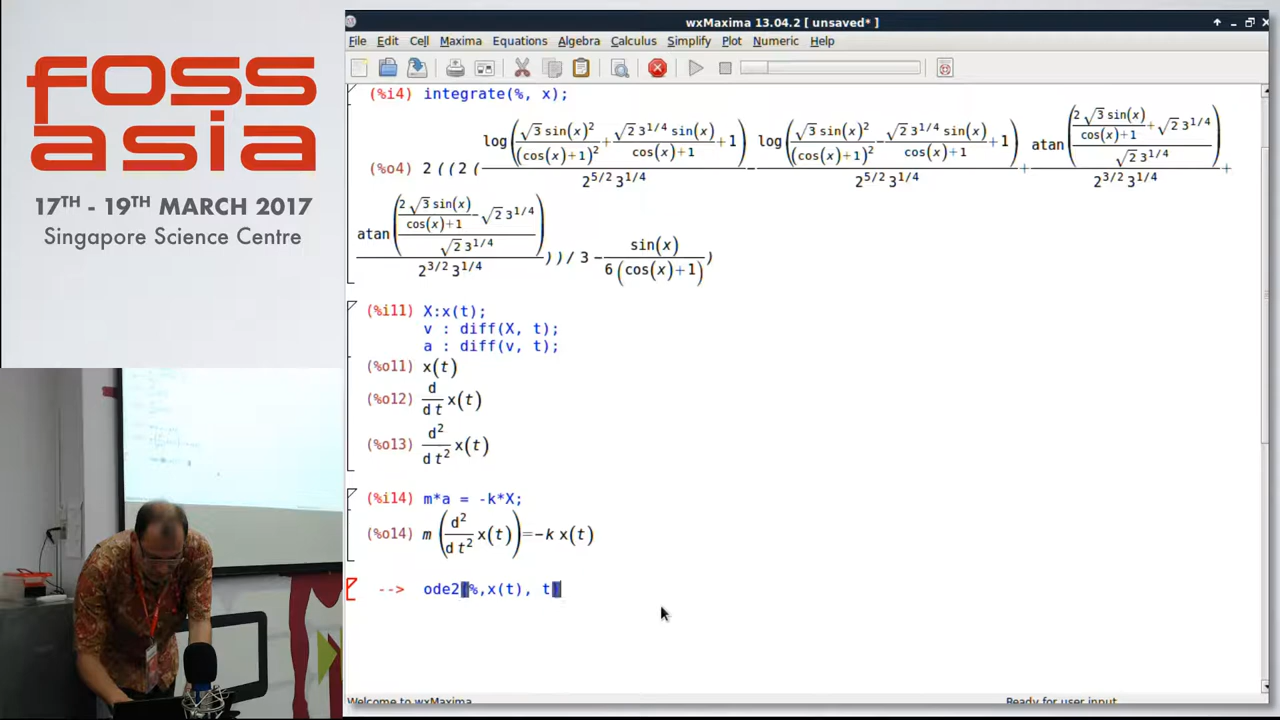 FOSS
ASIA
17TH - 19TH MARCH 2017
Singapore Science Centre
wxMaxima 13.04.2 [ unsaved* ]
File Edit Cell Maxima Equations Algebra Calculus Simplify Plot Numeric Help
(%i4) integrate(%, x);
(%o4) 2 ( ( 2 ( log(√3 sin(x)^2/(cos(x)+1)^2 + √2 3^1/4 sin(x)/cos(x)+1 + 1)/2^5/2 3^1/4 − log(√3 sin(x)^2/(cos(x)+1)^2 − √2 3^1/4 sin(x)/cos(x)+1 + 1)/2^5/2 3^1/4 + atan((2 √3 sin(x)/cos(x)+1 + √2 3^1/4)/√2 3^1/4)/2^3/2 3^1/4 +
atan((2 √3 sin(x)/cos(x)+1 − √2 3^1/4)/√2 3^1/4)/2^3/2 3^1/4 ) ) / 3 − sin(x)/6 (cos(x)+1) )
(%i11) X:x(t);
v : diff(X, t);
a : diff(v, t);
(%o11) x(t)
(%o12) d/d t x(t)
(%o13) d^2/d t^2 x(t)
(%i14) m*a = -k*X;
(%o14) m (d^2/d t^2 x(t))=−k x(t)
--> ode2(%,x(t), t)
Welcome to wxMaxima Ready for user input